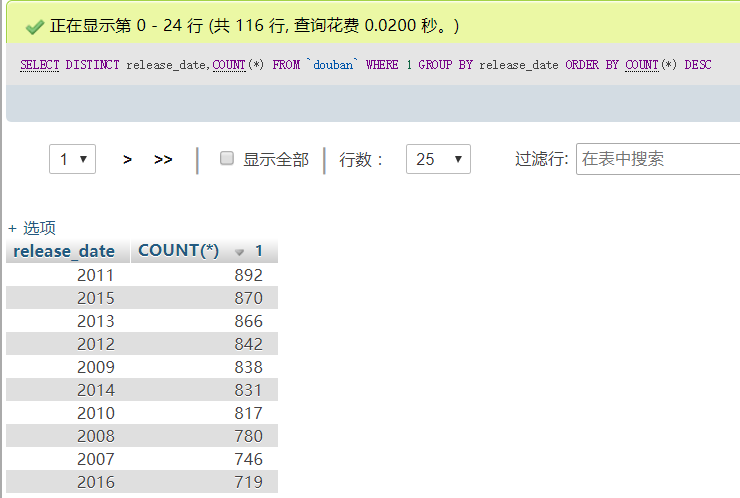 正在显示第 0 - 24 行 (共 116 行, 查询花费 0.0200 秒。)
SELECT DISTINCT release_date,COUNT(*) FROM `douban` WHERE 1 GROUP BY release_date ORDER BY COUNT(*) DESC
1 ▼ > >> | 显示全部 | 行数： 25 ▼ 过滤行: 在表中搜索
+ 选项
release_date COUNT(*) ▼ 1
2011 892
2015 870
2013 866
2012 842
2009 838
2014 831
2010 817
2008 780
2007 746
2016 719